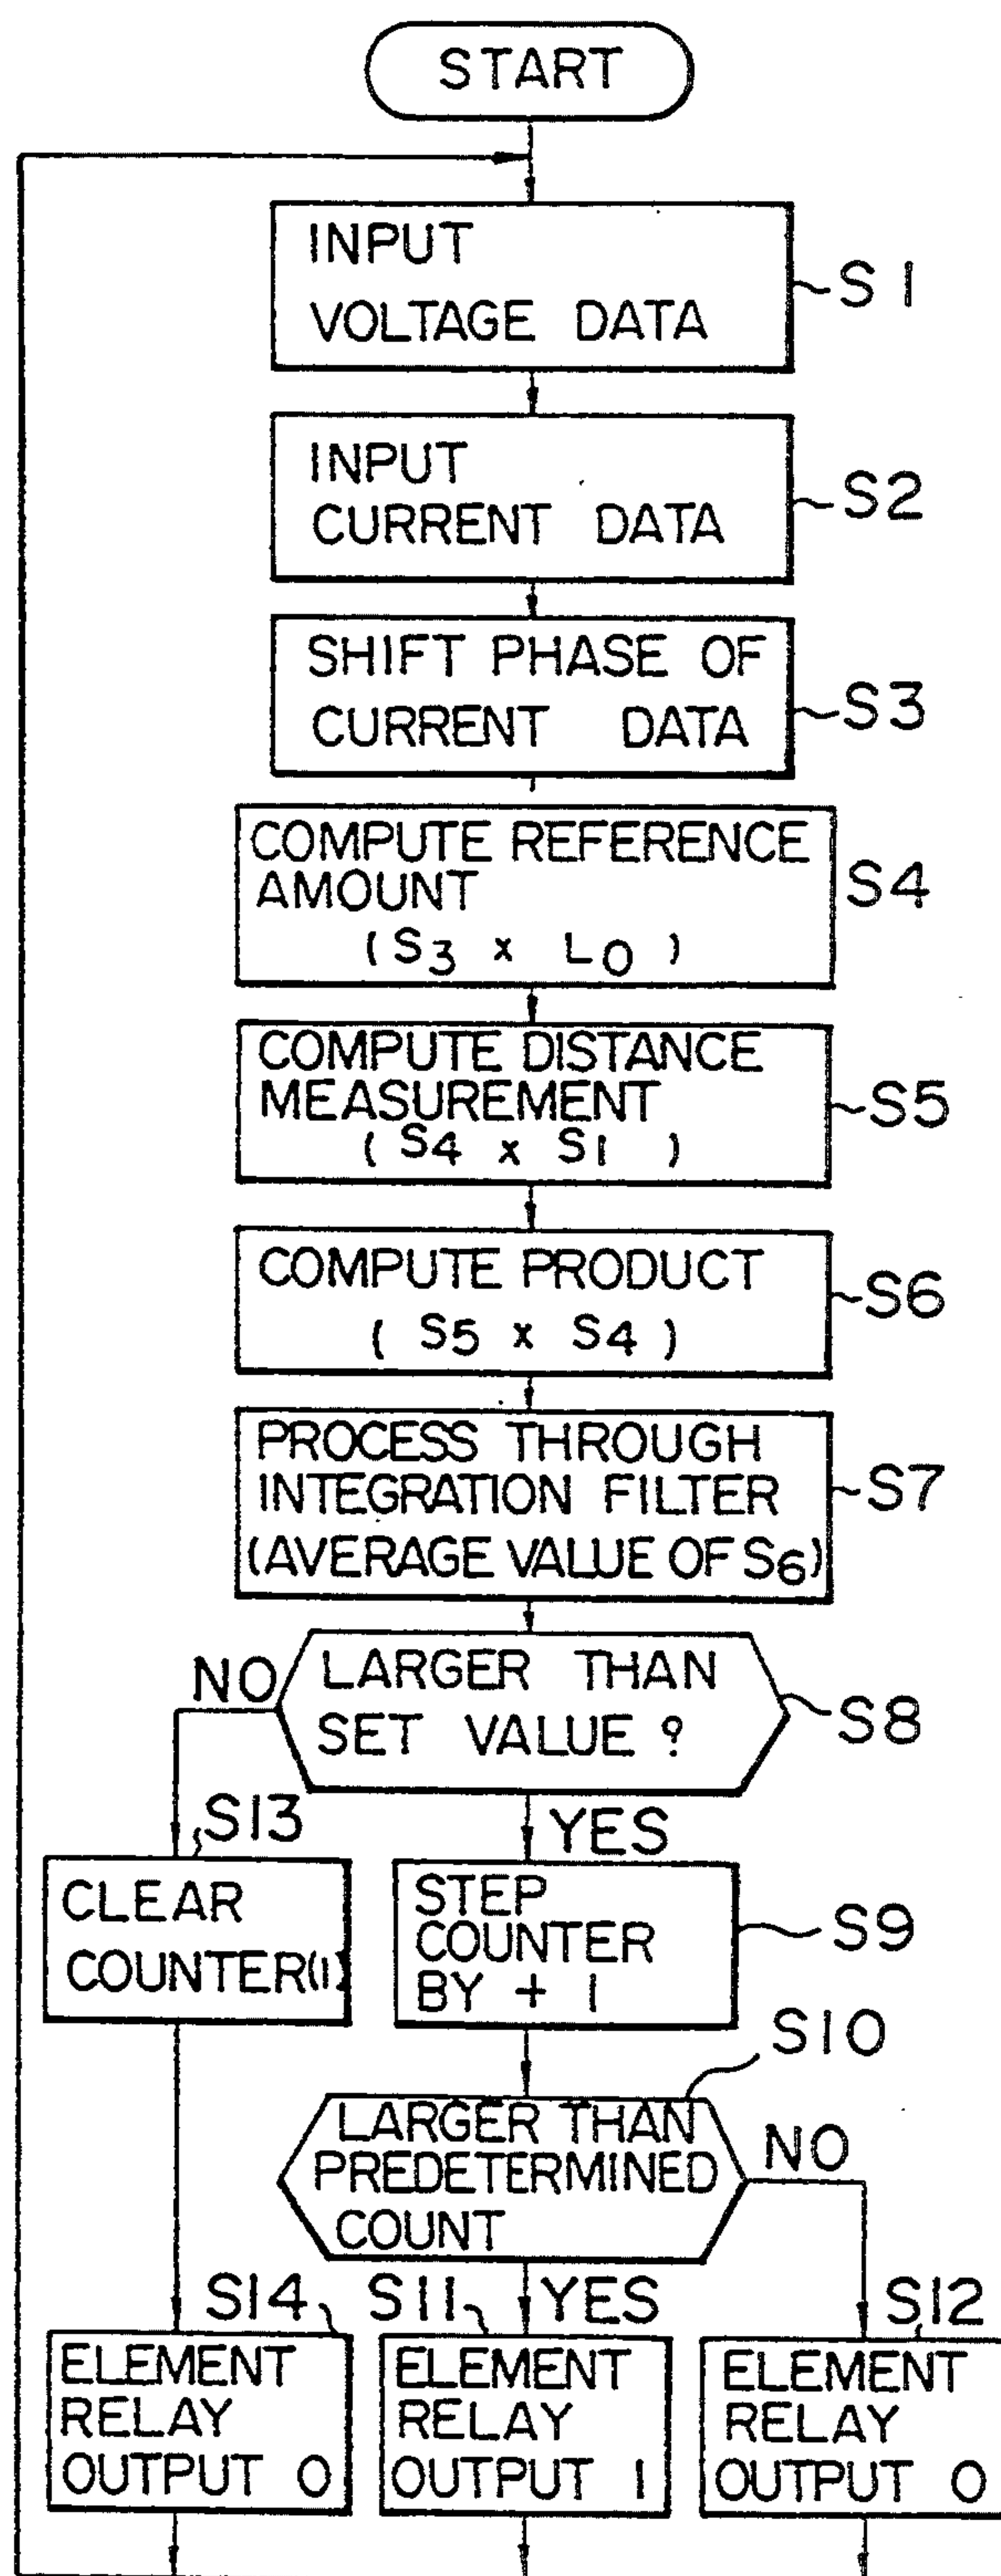 START
INPUT
VOLTAGE DATA
S1
INPUT
CURRENT DATA
S2
SHIFT PHASE OF
CURRENT DATA
S3
COMPUTE REFERENCE
AMOUNT
(S3 x L0)
S4
COMPUTE DISTANCE
MEASUREMENT
(S4 x S1)
S5
COMPUTE PRODUCT
(S5 x S4)
S6
PROCESS THROUGH
INTEGRATION FILTER
(AVERAGE VALUE OF S6)
S7
NO
LARGER THAN
SET VALUE ?
S8
YES
S13
CLEAR
COUNTER(1)
STEP
COUNTER
BY + 1
S9
S10
LARGER THAN
PREDETERMINED
COUNT
NO
YES
S14
ELEMENT
RELAY
OUTPUT 0
S11
ELEMENT
RELAY
OUTPUT 1
S12
ELEMENT
RELAY
OUTPUT 0